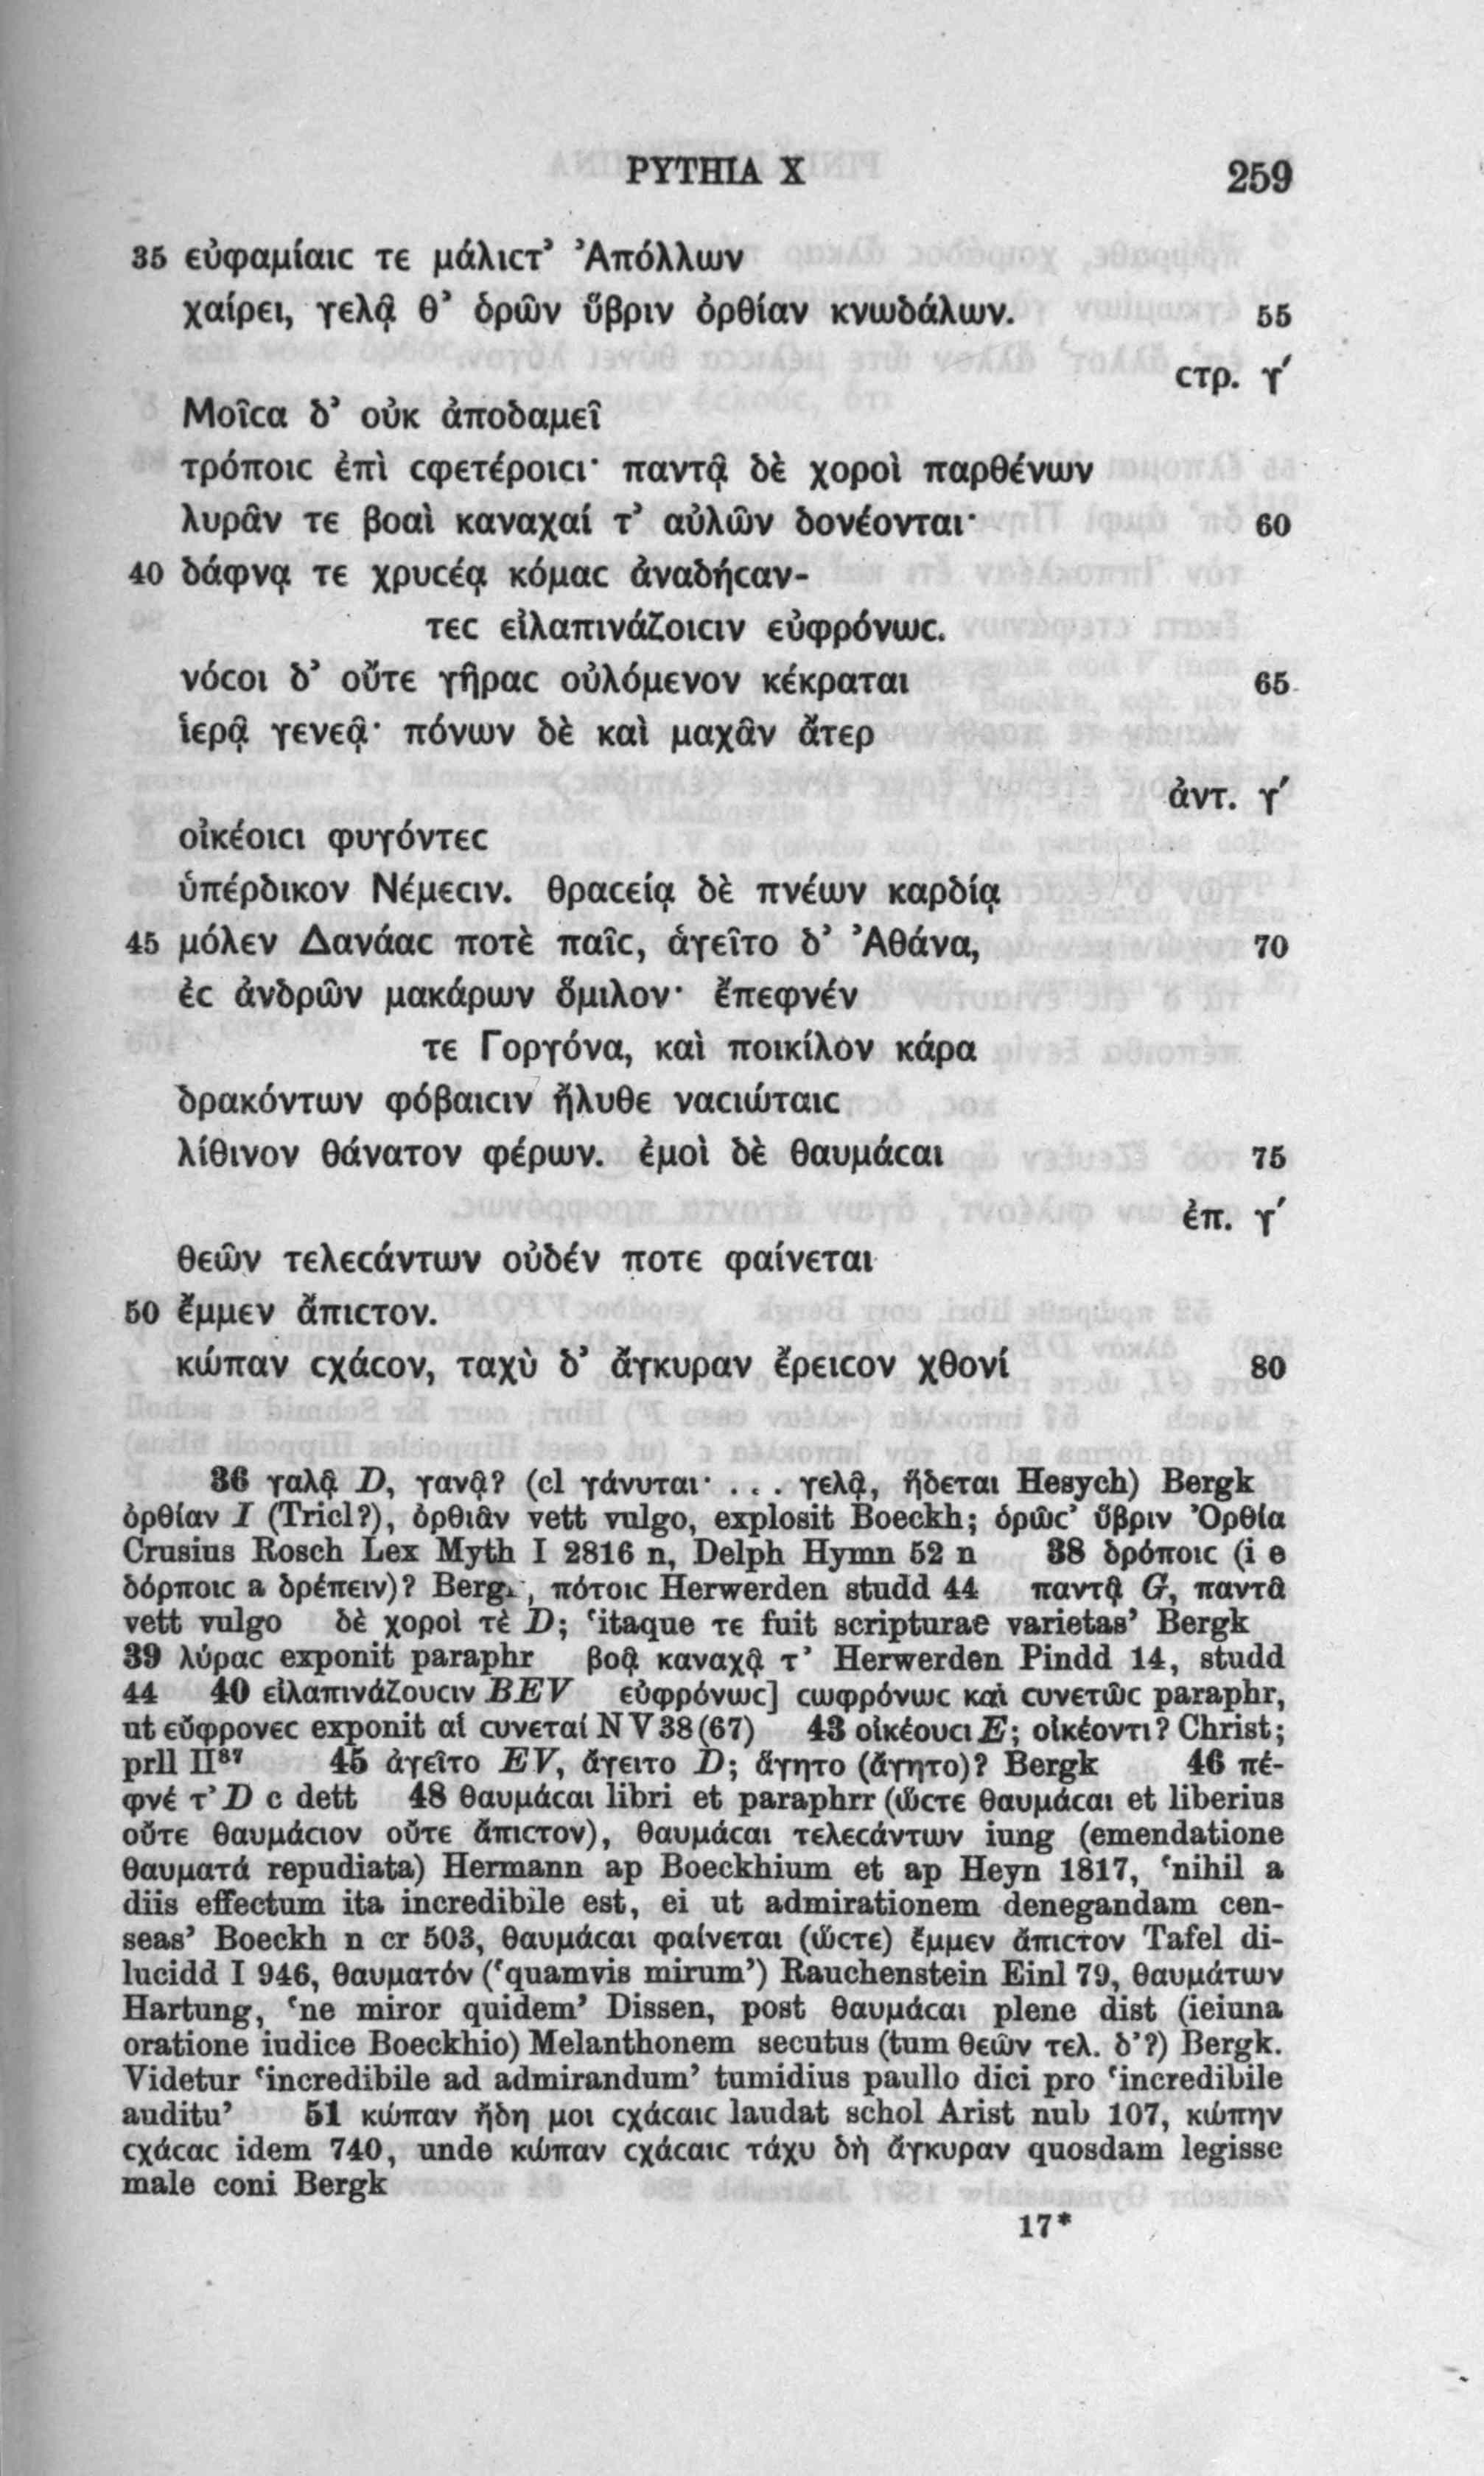 PYTHIA X 259
35 εὐφαμίαιϲ τε μάλιϲτ’ Ἀπόλλων
χαίρει, γελᾷ θ’ ὁρῶν ὕβριν ὀρθίαν κνωδάλων. 55
ϲτρ. γ′
Μοῖϲα δ’ οὐκ ἀποδαμεῖ
τρόποιϲ ἐπὶ ϲφετέροιϲι· παντᾷ δὲ χοροὶ παρθένων
λυρᾶν τε βοαὶ καναχαί τ’ αὐλῶν δονέονται· 60
40 δάφνᾳ τε χρυϲέᾳ κόμαϲ ἀναδήϲαν-
τεϲ εἰλαπινάζοιϲιν εὐφρόνωϲ.
νόϲοι δ’ οὔτε γῆραϲ οὐλόμενον κέκραται 65
ἱερᾷ γενεᾷ· πόνων δὲ καὶ μαχᾶν ἄτερ
ἀντ. γ′
οἰκέοιϲι φυγόντεϲ
ὑπέρδικον Νέμεϲιν. θραϲείᾳ δὲ πνέων καρδίᾳ
45 μόλεν Δανάαϲ ποτὲ παῖϲ, ἁγεῖτο δ’ Ἀθάνα, 70
ἐϲ ἀνδρῶν μακάρων ὅμιλον· ἔπεφνέν
τε Γοργόνα, καὶ ποικίλον κάρα
δρακόντων φόβαιϲιν ἤλυθε ναϲιώταιϲ
λίθινον θάνατον φέρων. ἐμοὶ δὲ θαυμάϲαι 75
ἐπ. γ′
θεῶν τελεϲάντων οὐδέν ποτε φαίνεται
50 ἔμμεν ἄπιϲτον.
κώπαν ϲχάϲον, ταχὺ δ’ ἄγκυραν ἔρειϲον χθονί 80
36 γαλᾷ D, γανᾷ? (cl γάνυται· ... γελᾷ, ἥδεται Hesych) Bergk
ὀρθίαν I (Tricl?), ὀρθιᾶν vett vulgo, explosit Boeckh; ὁρῶϲ’ ὕβριν Ὀρθία
Crusius Rosch Lex Myth I 2816 n, Delph Hymn 52 n 38 δρόποιϲ (i e
δόρποιϲ a δρέπειν)? Bergk, πότοιϲ Herwerden studd 44 παντᾷ G, παντᾶ
vett vulgo δὲ χοροὶ τὲ D; ‘itaque τε fuit scripturae varietas’ Bergk
39 λύραϲ exponit paraphr βοᾷ καναχᾷ τ’ Herwerden Pindd 14, studd
44 40 εἰλαπινάζουϲιν BEV εὐφρόνωϲ] ϲωφρόνωϲ καὶ ϲυνετῶϲ paraphr,
ut εὔφρονεϲ exponit αἱ ϲυνεταί N V 38 (67) 43 οἰκέουϲι E; οἰκέοντι? Christ;
prll II⁸⁷ 45 ἀγεῖτο EV, ἄγειτο D; ἅγητο (ἄγητο)? Bergk 46 πέ-
φνέ τ’ D c dett 48 θαυμάϲαι libri et paraphrr (ὥϲτε θαυμάϲαι et liberius
οὔτε θαυμάϲιον οὔτε ἄπιϲτον), θαυμάϲαι τελεϲάντων iung (emendatione
θαυματά repudiata) Hermann ap Boeckhium et ap Heyn 1817, ‘nihil a
diis effectum ita incredibile est, ei ut admirationem denegandam cen-
seas’ Boeckh n cr 503, θαυμάϲαι φαίνεται (ὥϲτε) ἔμμεν ἄπιϲτον Tafel di-
lucidd I 946, θαυματόν (‘quamvis mirum’) Rauchenstein Einl 79, θαυμάτων
Hartung, ‘ne miror quidem’ Dissen, post θαυμάϲαι plene dist (ieiuna
oratione iudice Boeckhio) Melanthonem secutus (tum θεῶν τελ. δ’?) Bergk.
Videtur ‘incredibile ad admirandum’ tumidius paullo dici pro ‘incredibile
auditu’ 51 κώπαν ἤδη μοι ϲχάϲαιϲ laudat schol Arist nub 107, κώπην
ϲχάϲαϲ idem 740, unde κώπαν ϲχάϲαιϲ τάχυ δὴ ἄγκυραν quosdam legisse
male coni Bergk
17*